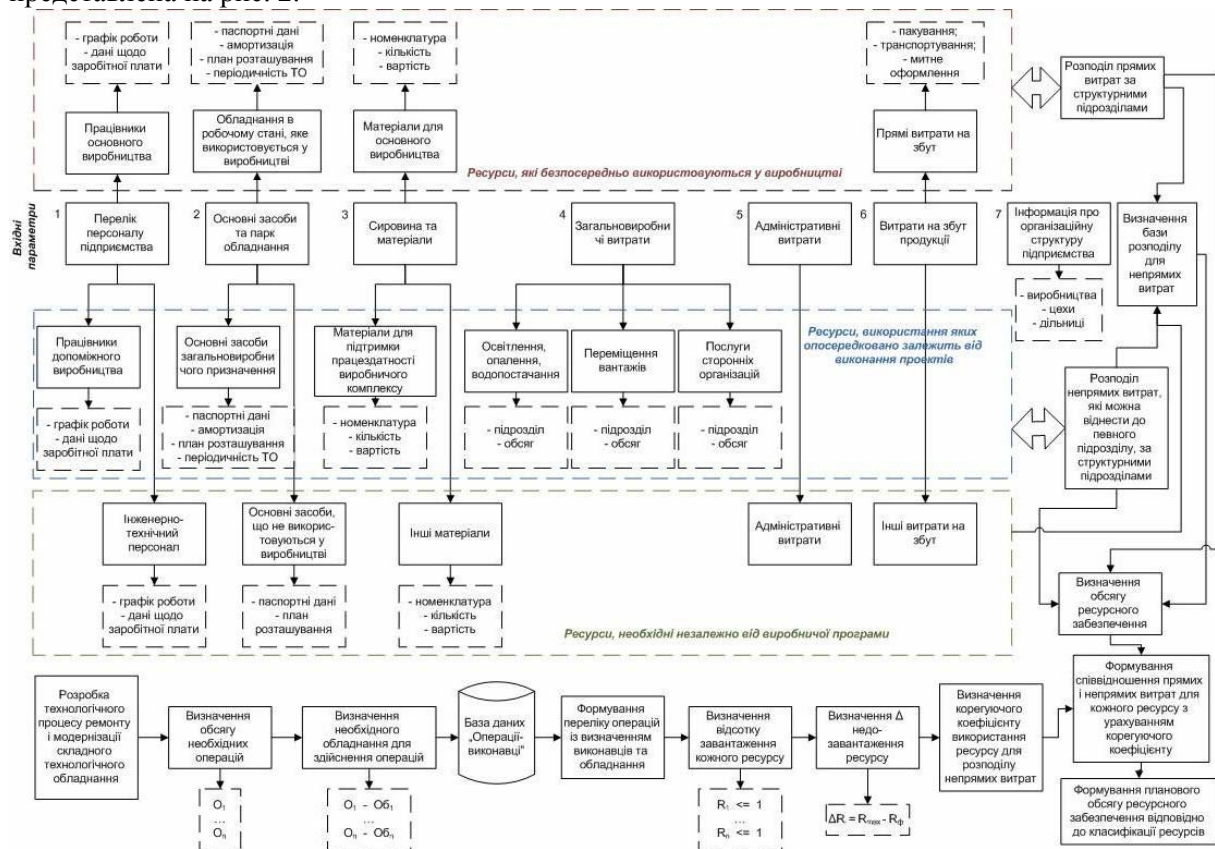 представлена на рис. 2.
- графік роботи
- дані щодо
заробітної плати
- паспортні дані
- амортизація
- план розташування
- періодичність ТО
- номенклатура
- кількість
- вартість
- пакування;
- транспортування;
- митне
оформлення
Розподіл прямих
витрат за
структурними
підрозділами
Працівники
основного
виробництва
Обладнання в
робочому стані, яке
використовується у
виробництві
Матеріали для
основного
виробництва
Прямі витрати на
збут
Ресурси, які безпосередньо використовуються у виробництві
Вхідні
параметри
1
Перелік
персоналу
підприємства
2
Основні засоби
та парк
обладнання
3
Сировина та
матеріали
4
Загальновиробни
чі витрати
5
Адміністративні
витрати
6
Витрати на збут
продукції
7
Інформація про
організаційну
структуру
підприємства
Визначення
бази
розподілу
для
непрямих
витрат
- виробництва
- цехи
- дільниці
Ресурси, використання яких
опосередковано залежить від
виконання проектів
Працівники
допоміжного
виробництва
Основні засоби
загальновиробни
чого призначення
Матеріали для
підтримки
працездатності
виробничого
комплексу
Освітлення,
опалення,
водопостачання
Переміщення
вантажів
Послуги
сторонніх
організацій
Розподіл
непрямих витрат,
які можна
віднести до
певного
підрозділу, за
структурними
підрозділами
- графік роботи
- дані щодо
заробітної плати
- паспортні дані
- амортизація
- план розташування
- періодичність ТО
- номенклатура
- кількість
- вартість
- підрозділ
- обсяг
- підрозділ
- обсяг
- підрозділ
- обсяг
Інженерно-
технічний
персонал
Основні засоби,
що не викорис-
товуються у
виробництві
Інші матеріали
Адміністративні
витрати
Інші витрати на
збут
- графік роботи
- дані щодо
заробітної плати
- паспортні дані
- план
розташування
- номенклатура
- кількість
- вартість
Ресурси, необхідні незалежно від виробничої програми
Визначення
обсягу
ресурсного
забезпечення
Розробка
технологічного
процесу ремонту
і модернізації
складного
технологічного
обладнання
Визначення
обсягу
необхідних
операцій
Визначення
необхідного
обладнання для
здійснення операцій
База даних
„Операції-
виконавці"
Формування
переліку операцій
із визначенням
виконавців та
обладнання
Визначення
відсотку
завантаження
кожного ресурсу
Визначення Δ
недо-
завантаження
ресурсу
Визначення
корегуючого
коефіцієнту
використання
ресурсу для
розподілу
непрямих витрат
Формування
співвідношення прямих
і непрямих витрат для
кожного ресурсу з
урахуванням
корегуючого
коефіцієнту
O₁
...
Oₙ
O₁ - Об₁
...
Oₙ - Обₙ
R₁ <= 1
...
Rₙ <= 1
ΔRᵢ = Rmax - Rф
Формування планового
обсягу ресурсного
забезпечення відповідно
до класифікації ресурсів